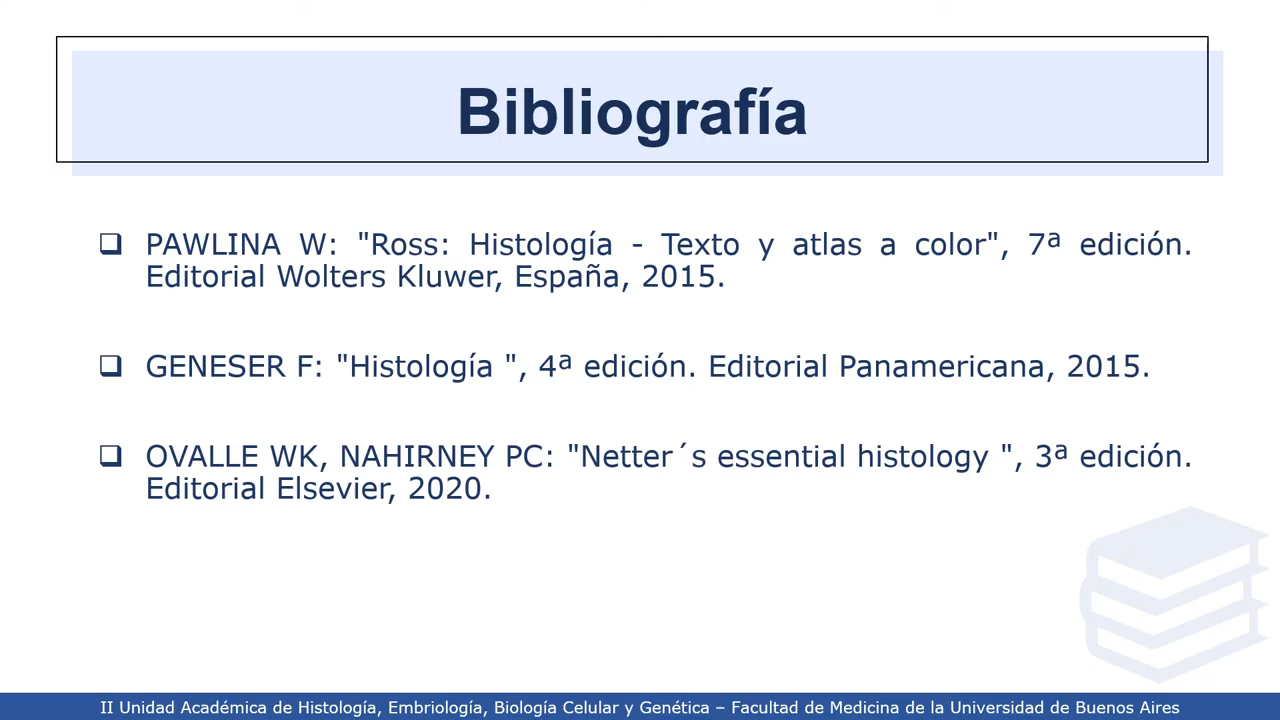 Bibliografía
PAWLINA W: "Ross: Histología - Texto y atlas a color", 7ª edición.
Editorial Wolters Kluwer, España, 2015.
GENESER F: "Histología ", 4ª edición. Editorial Panamericana, 2015.
OVALLE WK, NAHIRNEY PC: "Netter´s essential histology ", 3ª edición.
Editorial Elsevier, 2020.
II Unidad Académica de Histología, Embriología, Biología Celular y Genética – Facultad de Medicina de la Universidad de Buenos Aires